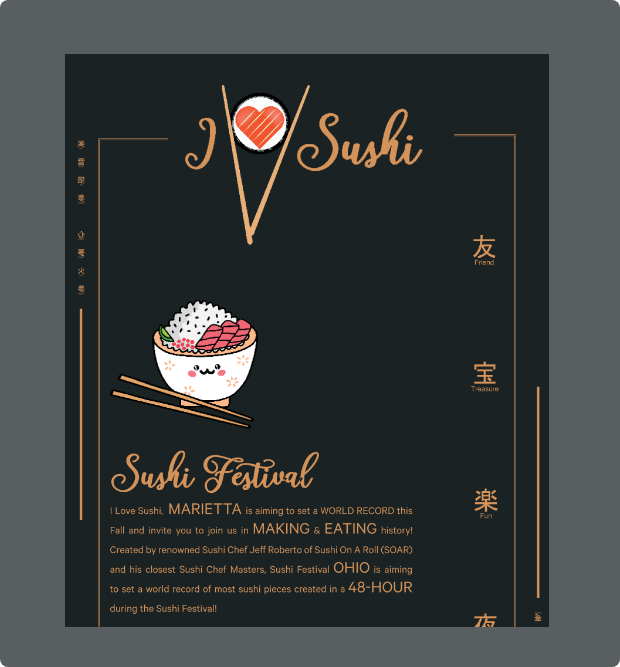 I Sushi
友
Friend
宝
Treasure
楽
Fun
Sushi Festival
I Love Sushi, MARIETTA is aiming to set a WORLD RECORD this
Fall and invite you to join us in MAKING & EATING history!
Created by renowned Sushi Chef Jeff Roberto of Sushi On A Roll (SOAR)
and his closest Sushi Chef Masters, Sushi Festival OHIO is aiming
to set a world record of most sushi pieces created in a 48-HOUR
during the Sushi Festival!